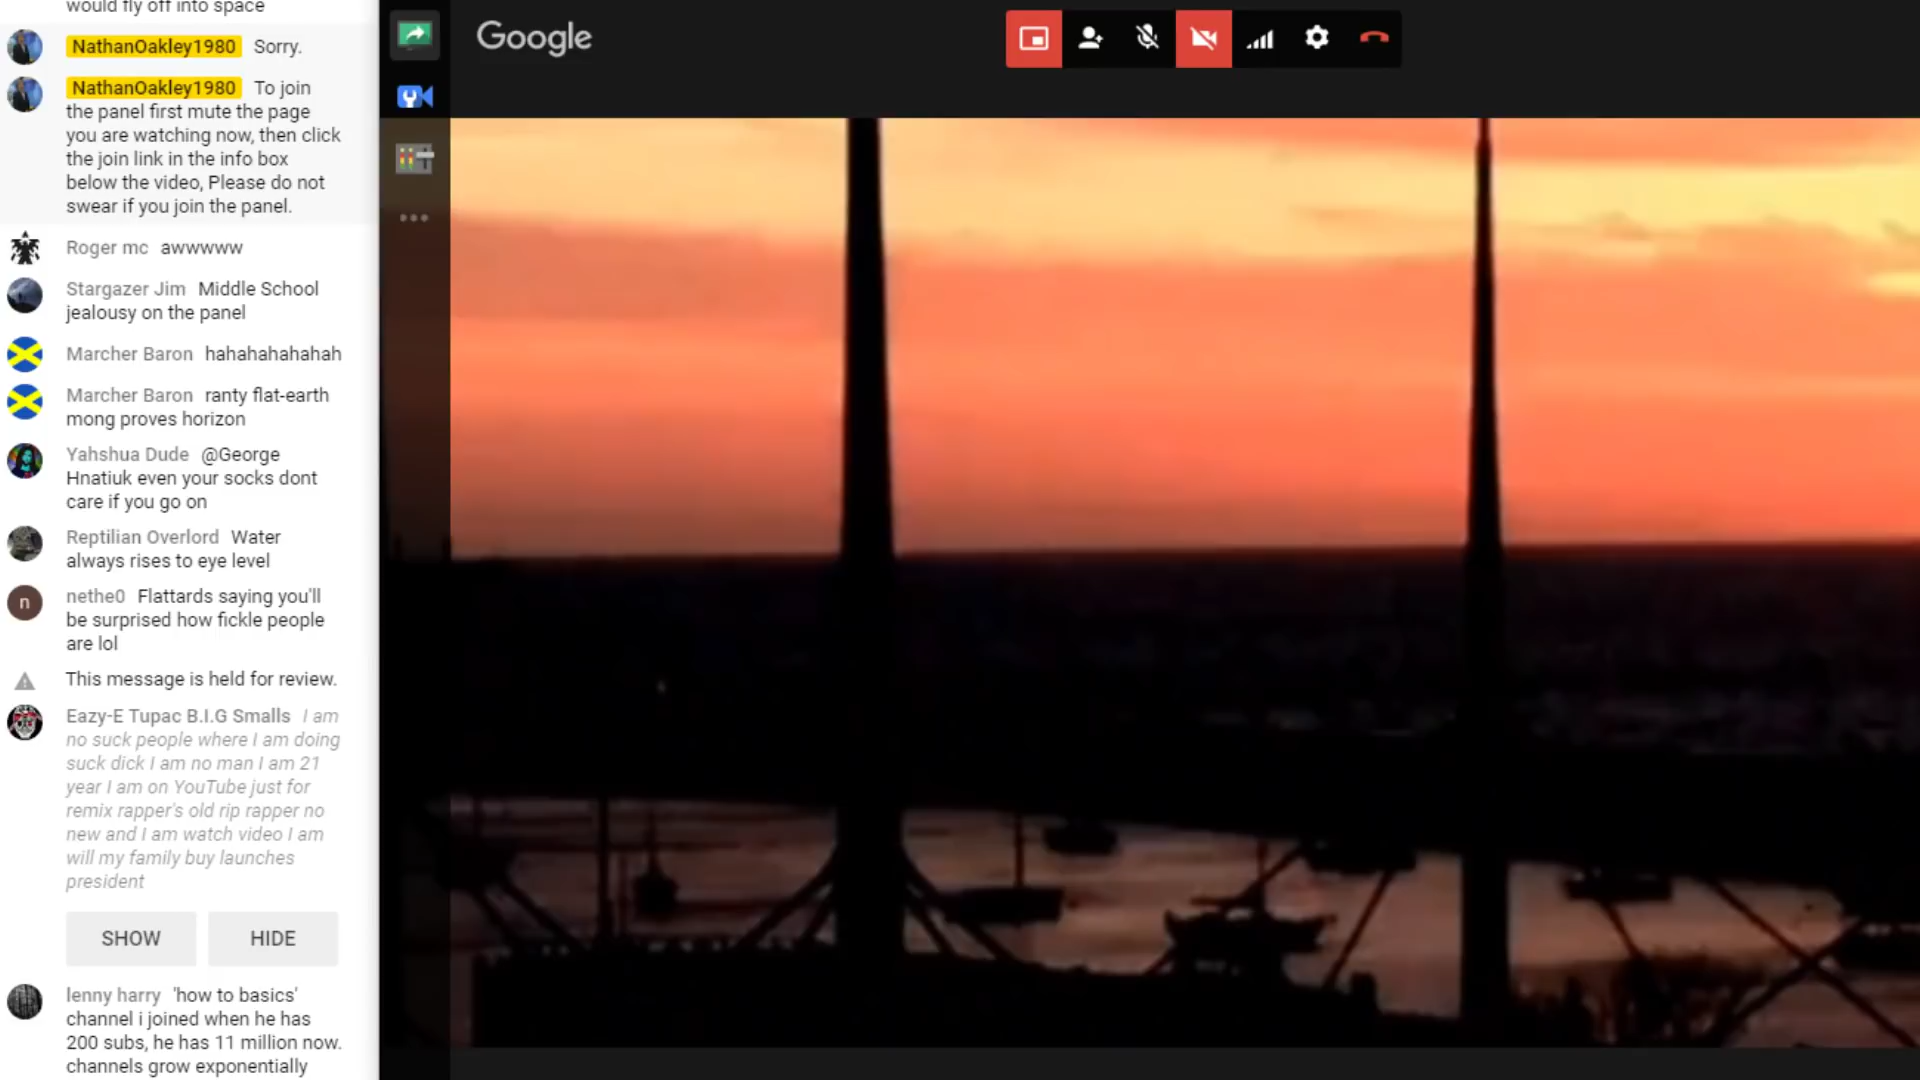 would fly off into space
NathanOakley1980 Sorry.
NathanOakley1980 To join
the panel first mute the page
you are watching now, then click
the join link in the info box
below the video, Please do not
swear if you join the panel.
Roger mc awwwww
Stargazer Jim Middle School
jealousy on the panel
Marcher Baron hahahahahahah
Marcher Baron ranty flat-earth
mong proves horizon
Yahshua Dude @George
Hnatiuk even your socks dont
care if you go on
Reptilian Overlord Water
always rises to eye level
n
nethe0 Flattards saying you'll
be surprised how fickle people
are lol
This message is held for review.
Eazy-E Tupac B.I.G Smalls I am
no suck people where I am doing
suck dick I am no man I am 21
year I am on YouTube just for
remix rapper's old rip rapper no
new and I am watch video I am
will my family buy launches
president
SHOW HIDE
lenny harry 'how to basics'
channel i joined when he has
200 subs, he has 11 million now.
channels grow exponentially
Google